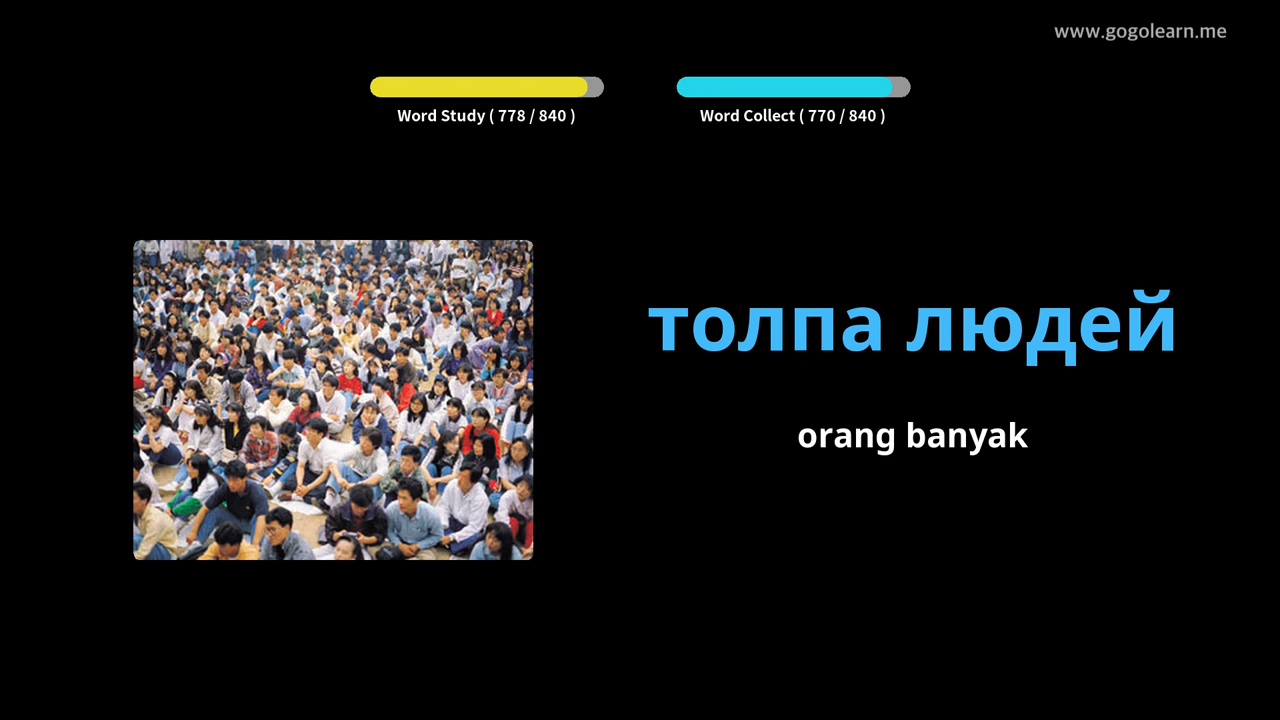 www.gogolearn.me
Word Study ( 778 / 840 )
Word Collect ( 770 / 840 )
толпа людей
orang banyak